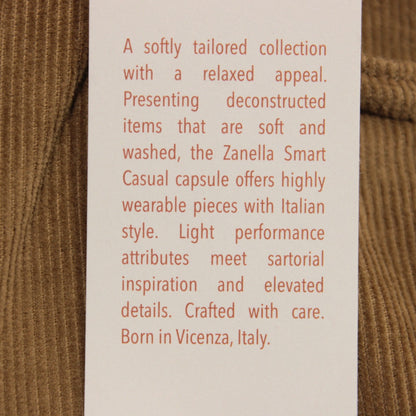 A softly tailored collection
with a relaxed appeal.
Presenting deconstructed
items that are soft and
washed, the Zanella Smart
Casual capsule offers highly
wearable pieces with Italian
style. Light performance
attributes meet sartorial
inspiration and elevated
details. Crafted with care.
Born in Vicenza, Italy.